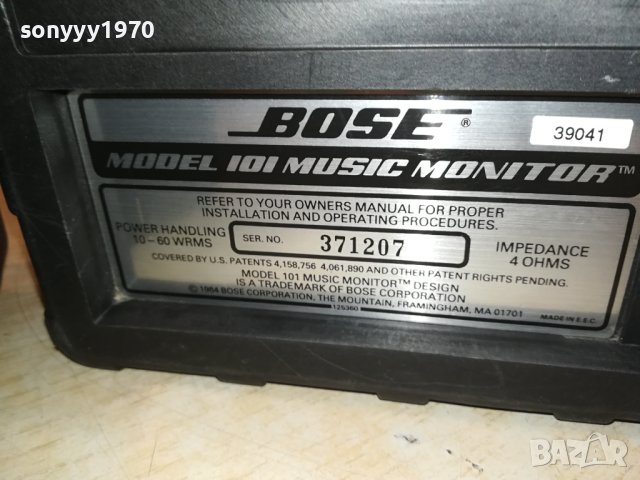 sonyyy1970
BOSE®
39041
MODEL 101 MUSIC MONITOR™
REFER TO YOUR OWNERS MANUAL FOR PROPER
INSTALLATION AND OPERATING PROCEDURES.
POWER HANDLING
10-60 WRMS
SER. NO. 371207
IMPEDANCE
4 OHMS
COVERED BY U.S. PATENTS 4,158,756 4,061,890 AND OTHER PATENT RIGHTS PENDING.
MODEL 101 MUSIC MONITOR™ DESIGN
IS A TRADEMARK OF BOSE CORPORATION
© 1984 BOSE CORPORATION, THE MOUNTAIN, FRAMINGHAM, MA 01701
125360
MADE IN E.E.C.
BAZAR
bg